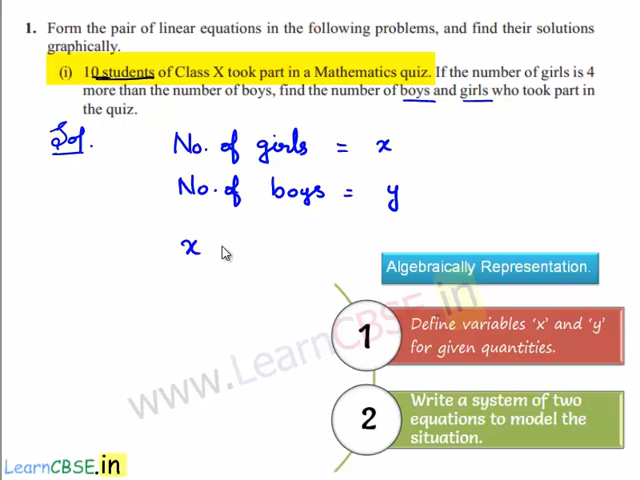 1. Form the pair of linear equations in the following problems, and find their solutions
graphically.
(i) 10 students of Class X took part in a Mathematics quiz. If the number of girls is 4
more than the number of boys, find the number of boys and girls who took part in
the quiz.
Sol.
No. of girls = x
No. of boys = y
x
Algebraically Representation.
1
Define variables ‘x’ and ‘y’
for given quantities.
2
Write a system of two
equations to model the
situation.
www.LearnCBSE.in
LearnCBSE.in